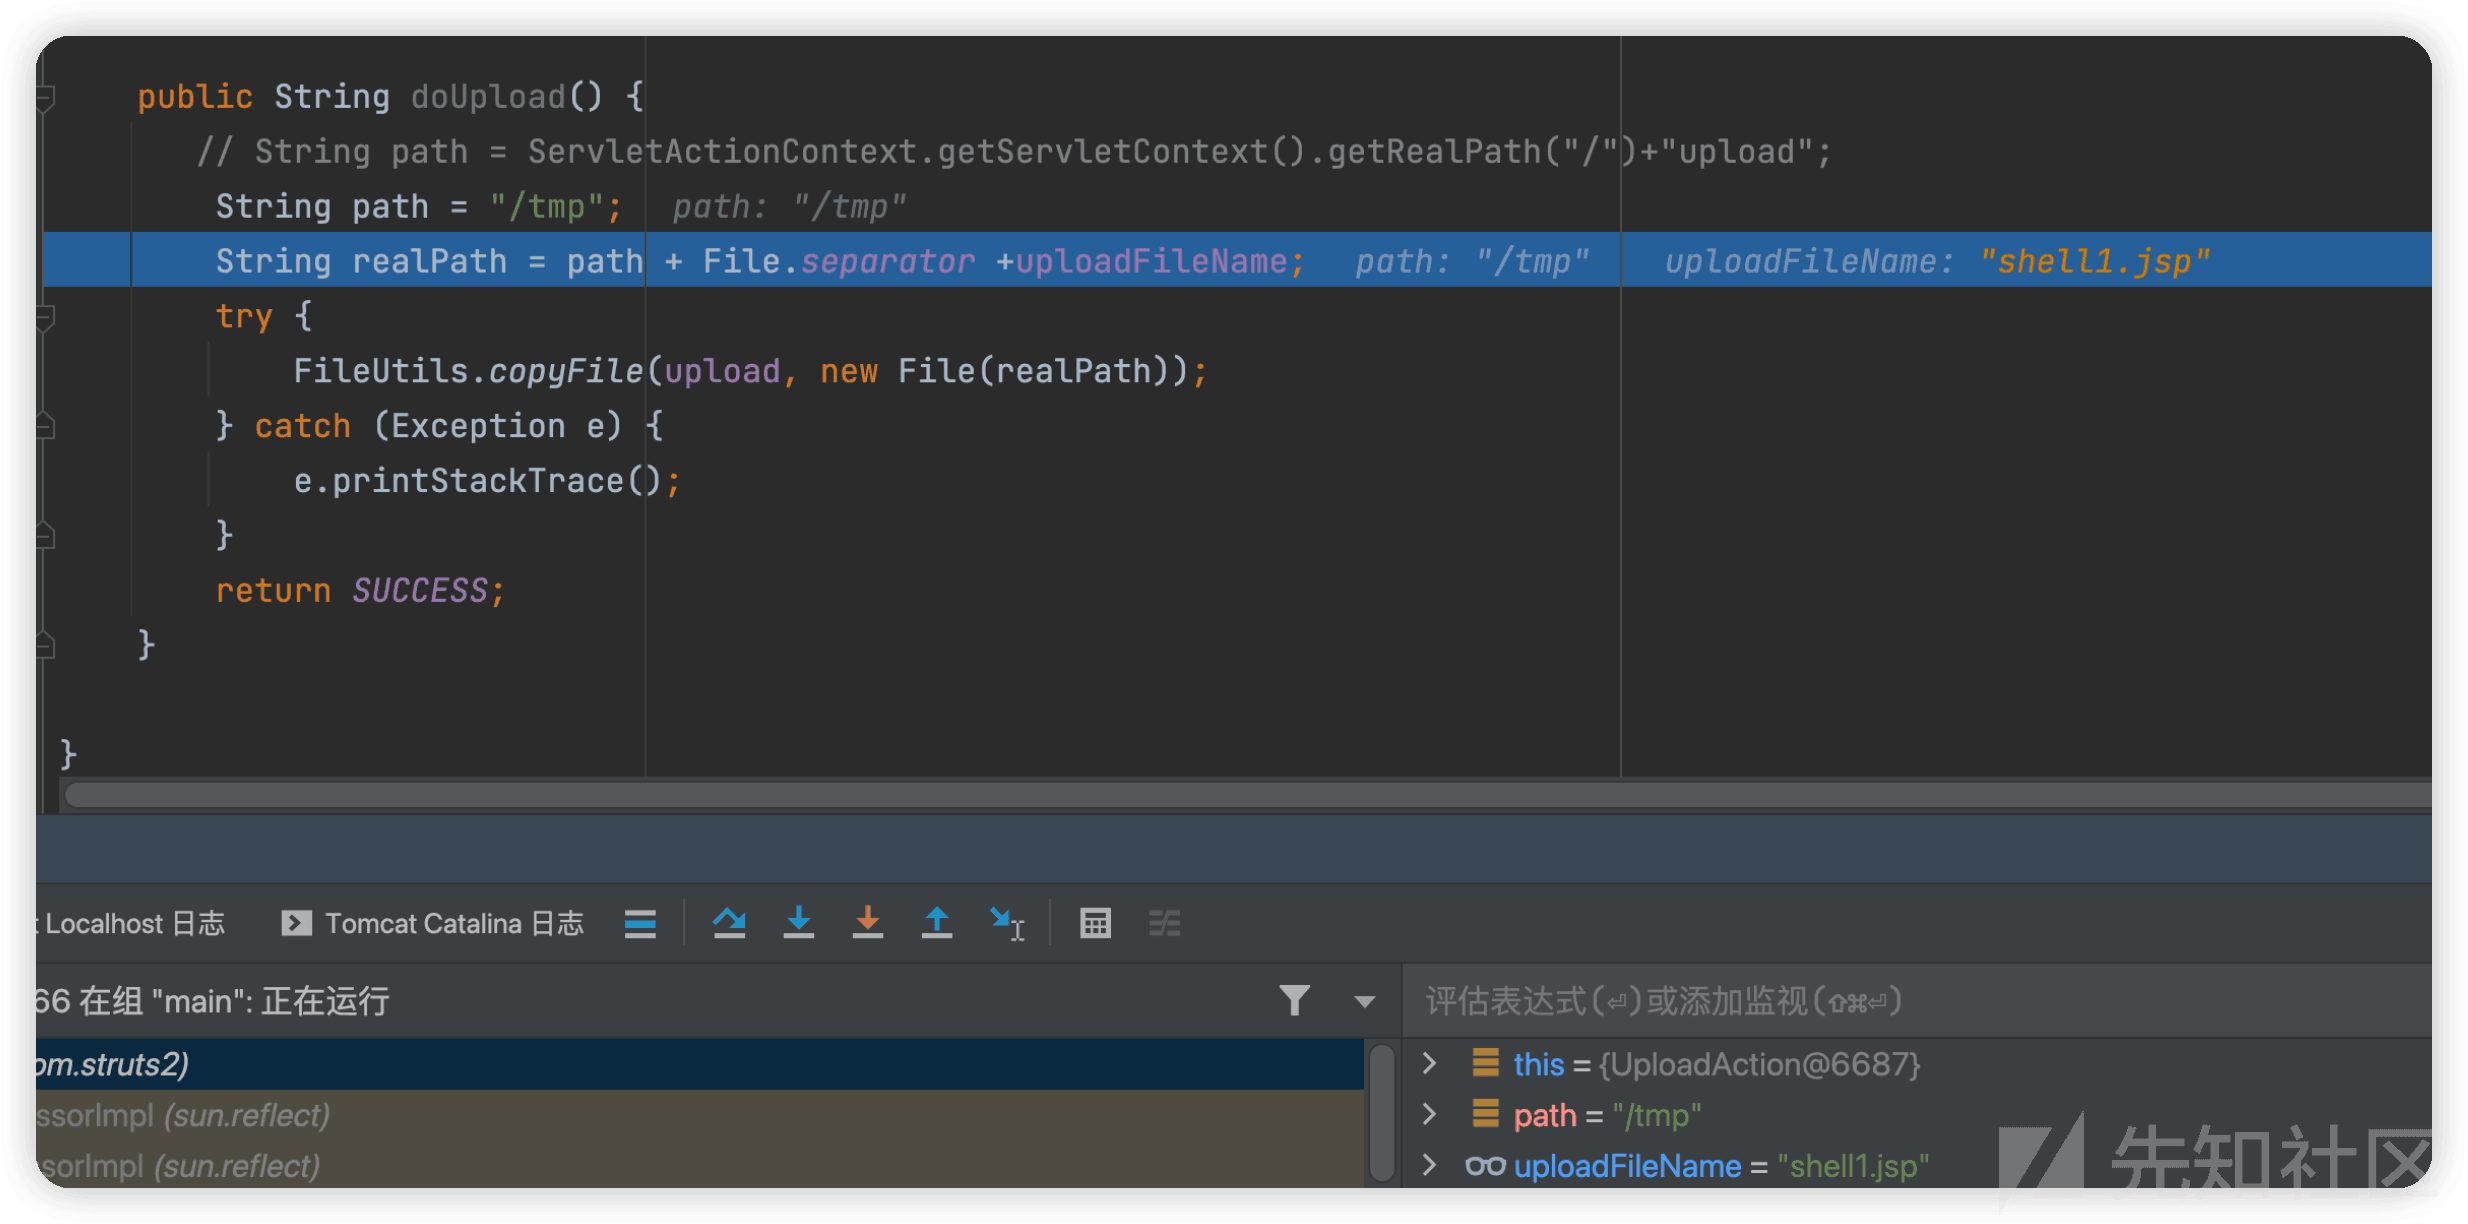 public String doUpload() {
// String path = ServletActionContext.getServletContext().getRealPath("/")+"upload";
String path = "/tmp"; path: "/tmp"
String realPath = path + File.separator +uploadFileName; path: "/tmp" uploadFileName: "shell1.jsp"
try {
FileUtils.copyFile(upload, new File(realPath));
} catch (Exception e) {
e.printStackTrace();
}
return SUCCESS;
}
}
: Localhost 日志 Tomcat Catalina 日志
66 在组 "main": 正在运行
评估表达式(⏎)或添加监视(⇧⌘⏎)
om.struts2)
ssorImpl (sun.reflect)
sorImpl (sun.reflect)
this = {UploadAction@6687}
path = "/tmp"
uploadFileName = "shell1.jsp"
先知社区